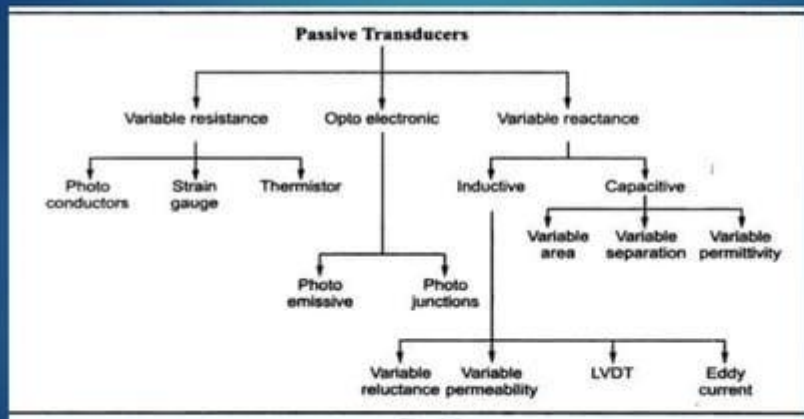 Passive Transducers
Variable resistance
Opto electronic
Variable reactance
Photo
conductors
Strain
gauge
Thermistor
Inductive
Capacitive
Variable
area
Variable
separation
Variable
permittivity
Photo
emissive
Photo
junctions
Variable
reluctance
Variable
permeability
LVDT
Eddy
current